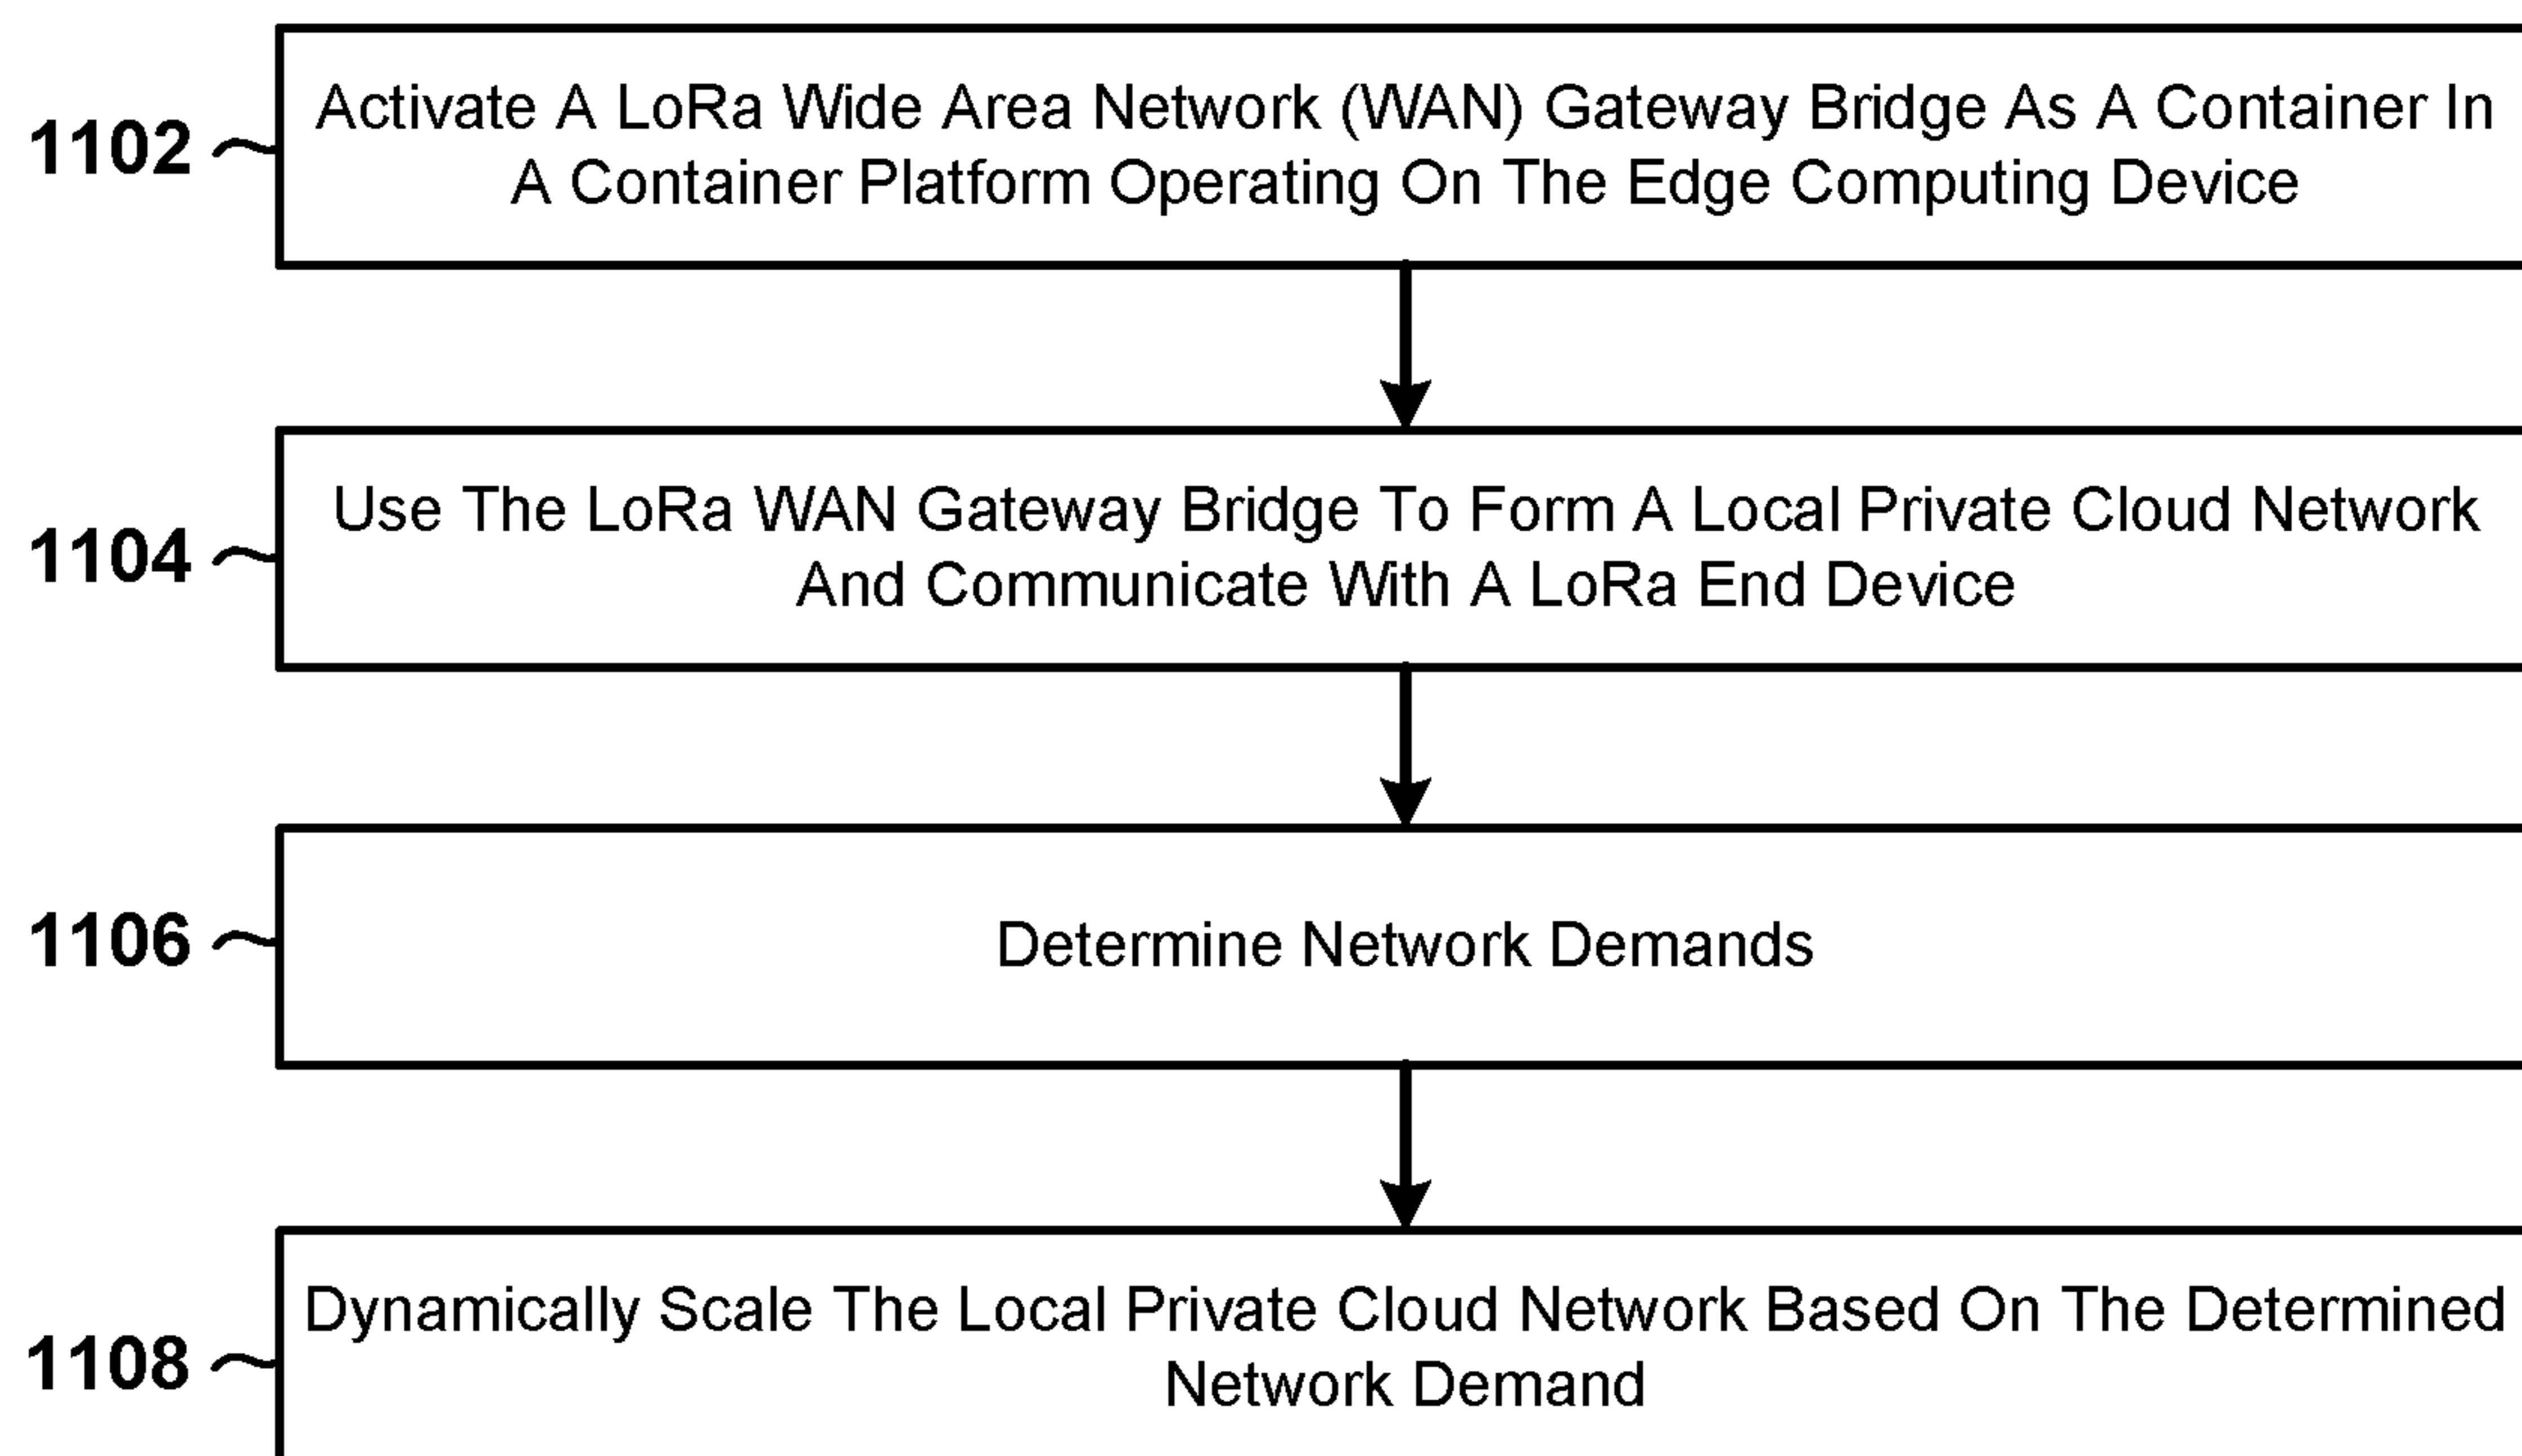 1102
Activate A LoRa Wide Area Network (WAN) Gateway Bridge As A Container In
A Container Platform Operating On The Edge Computing Device
1104
Use The LoRa WAN Gateway Bridge To Form A Local Private Cloud Network
And Communicate With A LoRa End Device
1106
Determine Network Demands
1108
Dynamically Scale The Local Private Cloud Network Based On The Determined
Network Demand